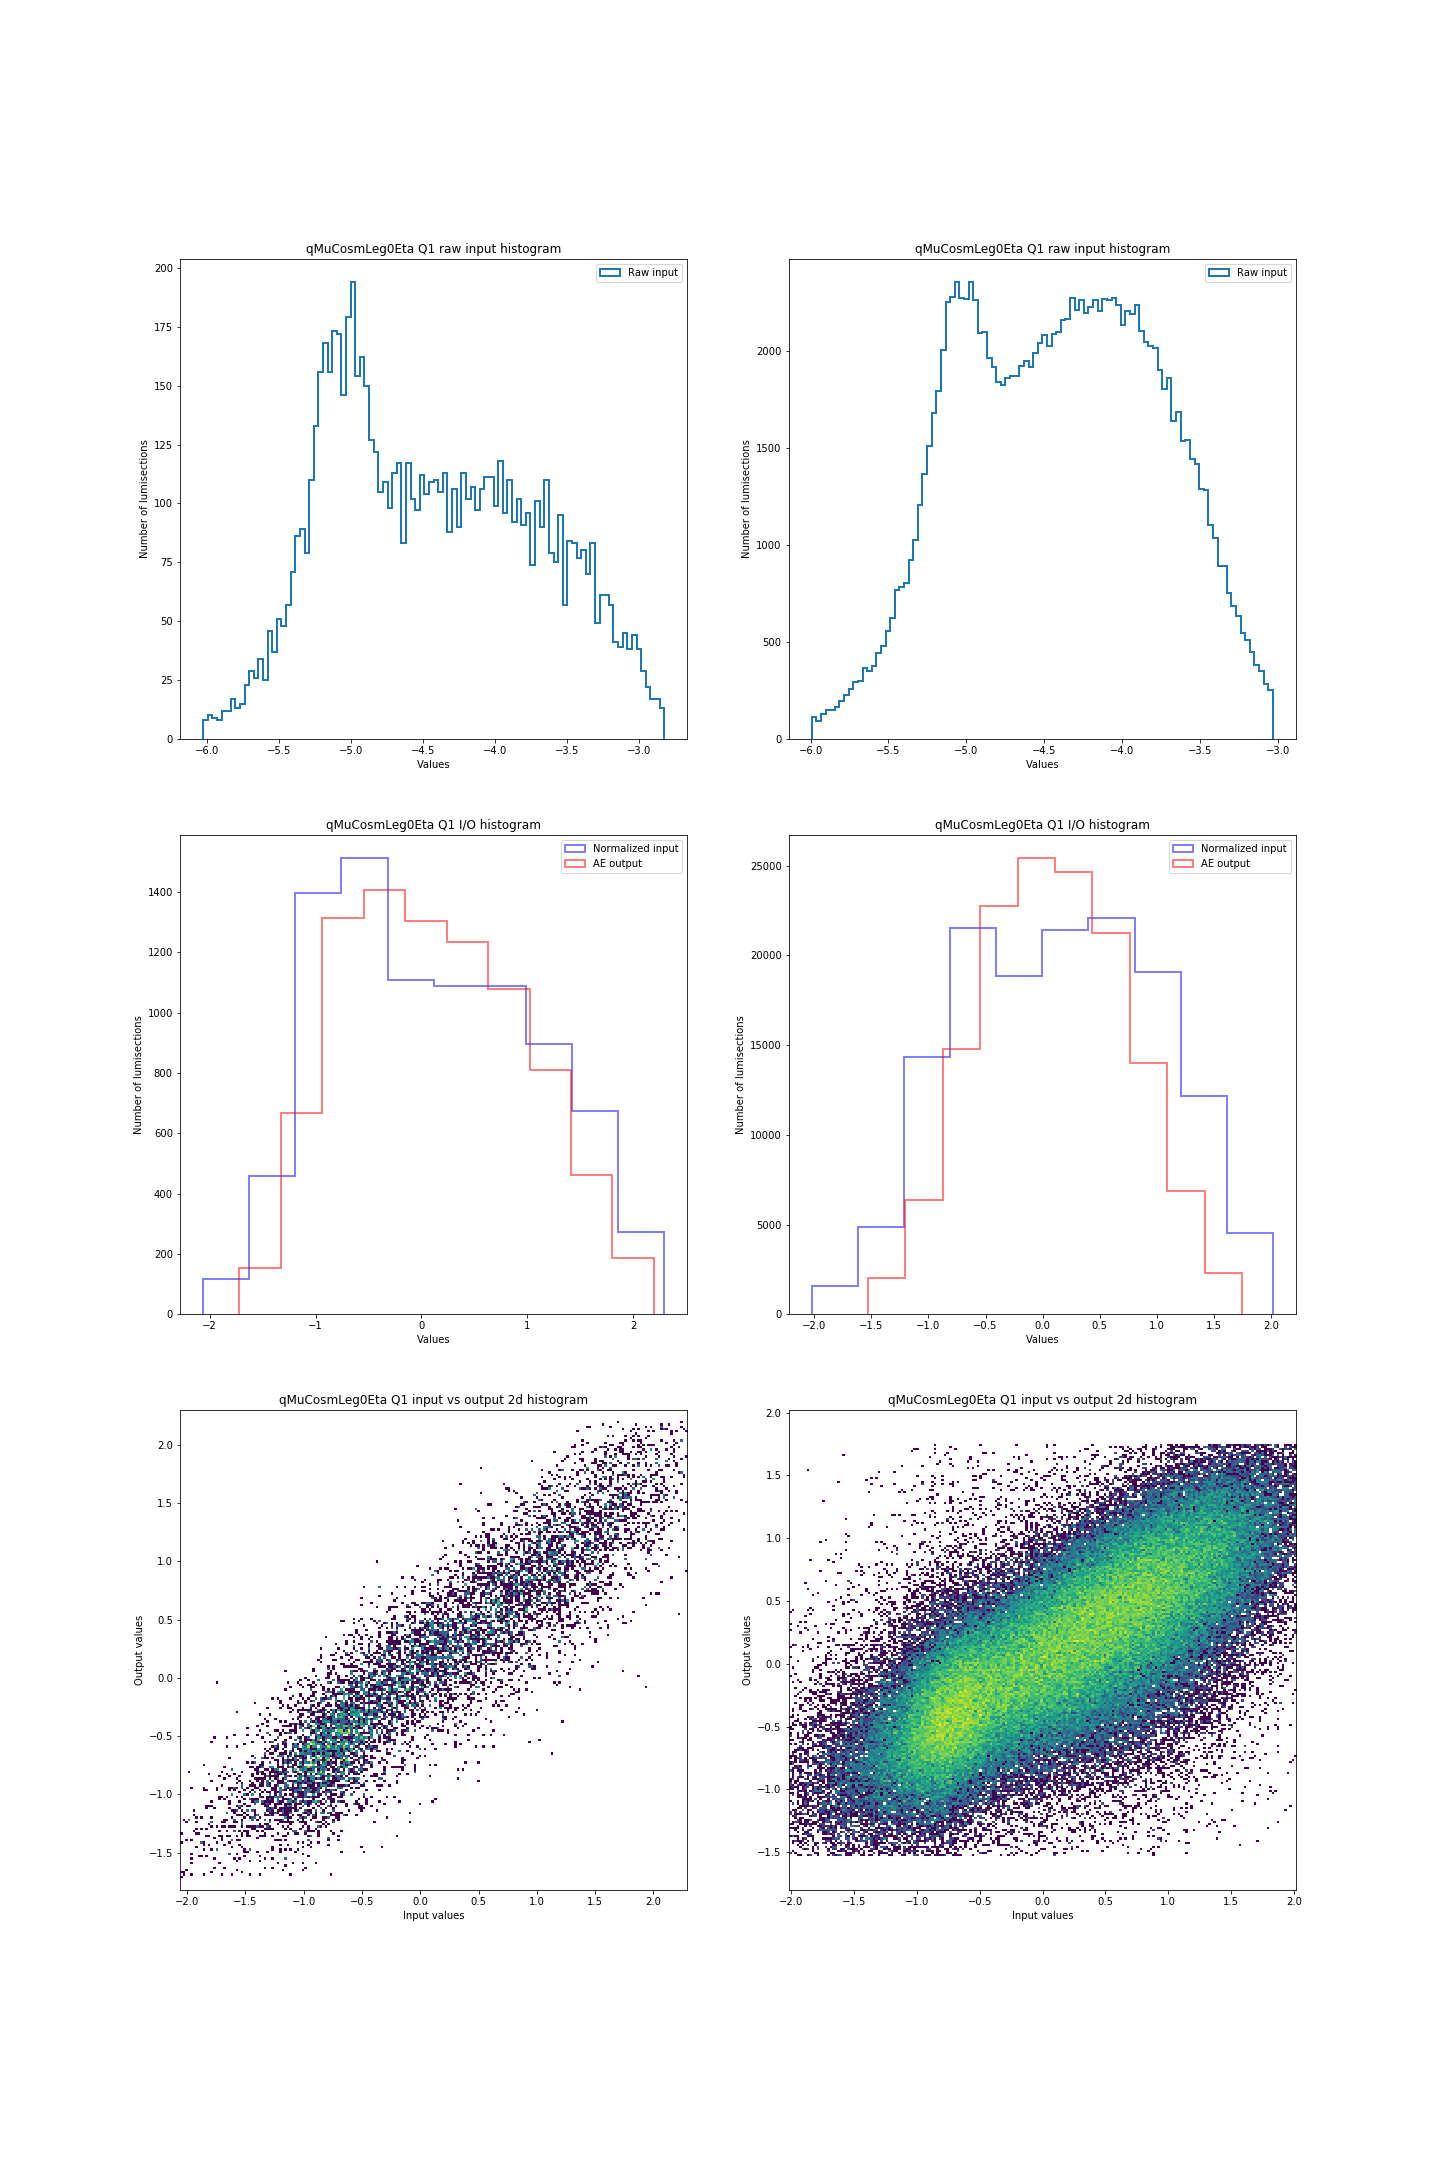 qMuCosmLeg0Eta Q1 raw input histogram
Raw input
200
175
150
125
100
75
50
25
0
Number of lumisections
−6.0 −5.5 −5.0 −4.5 −4.0 −3.5 −3.0
Values
qMuCosmLeg0Eta Q1 raw input histogram
Raw input
2000
1500
1000
500
0
Number of lumisections
−6.0 −5.5 −5.0 −4.5 −4.0 −3.5 −3.0
Values
qMuCosmLeg0Eta Q1 I/O histogram
Normalized input
AE output
1400
1200
1000
800
600
400
200
0
Number of lumisections
−2 −1 0 1 2
Values
qMuCosmLeg0Eta Q1 I/O histogram
Normalized input
AE output
25000
20000
15000
10000
5000
0
Number of lumisections
−2.0 −1.5 −1.0 −0.5 0.0 0.5 1.0 1.5 2.0
Values
qMuCosmLeg0Eta Q1 input vs output 2d histogram
2.0
1.5
1.0
0.5
0.0
−0.5
−1.0
−1.5
Output values
−2.0 −1.5 −1.0 −0.5 0.0 0.5 1.0 1.5 2.0
Input values
qMuCosmLeg0Eta Q1 input vs output 2d histogram
2.0
1.5
1.0
0.5
0.0
−0.5
−1.0
−1.5
Output values
−2.0 −1.5 −1.0 −0.5 0.0 0.5 1.0 1.5 2.0
Input values